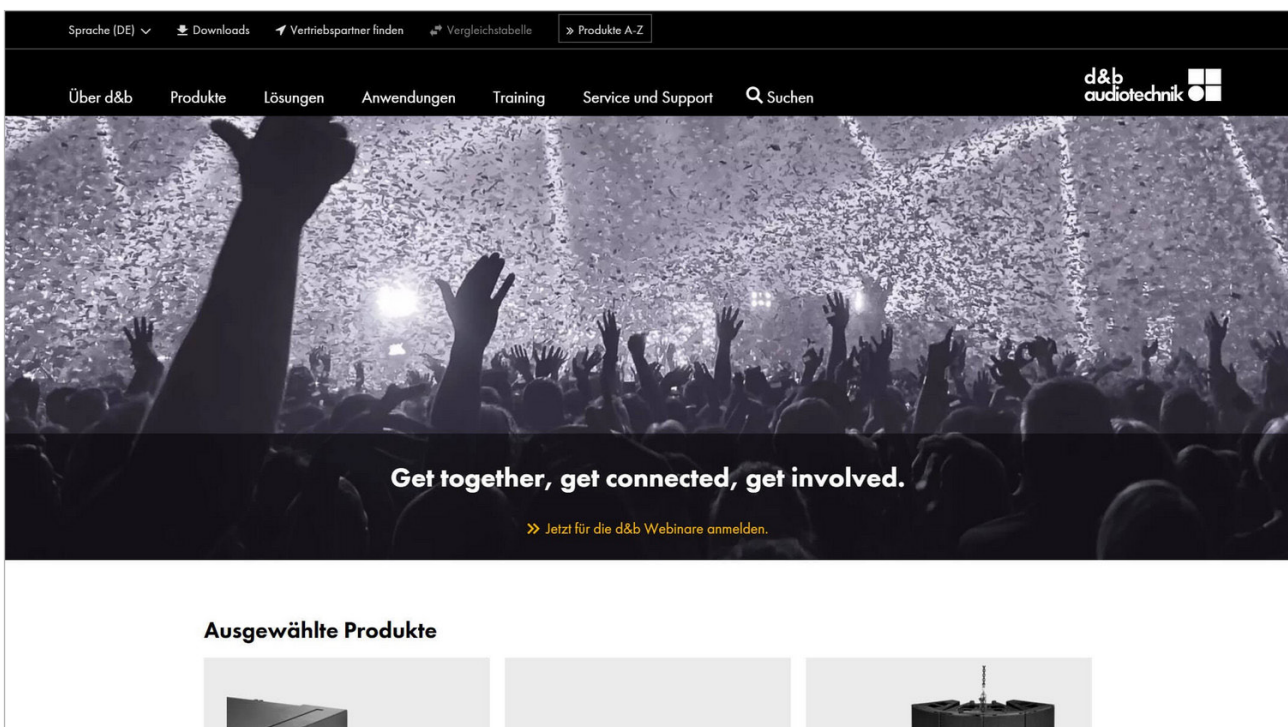 Sprache (DE)
Downloads
Vertriebspartner finden
Vergleichstabelle
» Produkte A-Z
Über d&b
Produkte
Lösungen
Anwendungen
Training
Service und Support
Suchen
d&b
audiotechnik
Get together, get connected, get involved.
» Jetzt für die d&b Webinare anmelden.
Ausgewählte Produkte